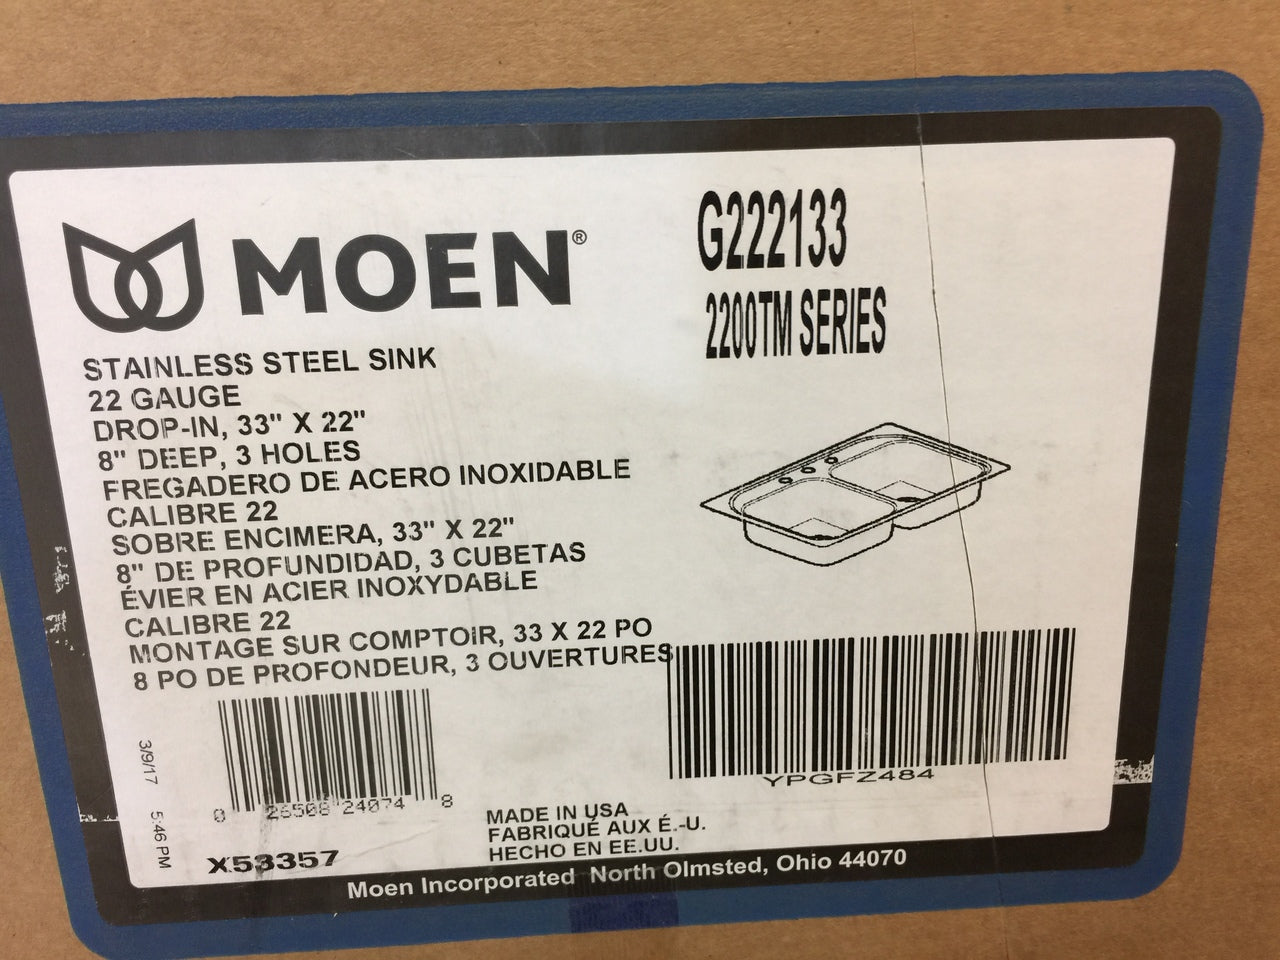 MOEN®
G222133
2200TM SERIES
STAINLESS STEEL SINK
22 GAUGE
DROP-IN, 33" X 22"
8" DEEP, 3 HOLES
FREGADERO DE ACERO INOXIDABLE
CALIBRE 22
SOBRE ENCIMERA, 33" X 22"
8" DE PROFUNDIDAD, 3 CUBETAS
ÉVIER EN ACIER INOXYDABLE
CALIBRE 22
MONTAGE SUR COMPTOIR, 33 X 22 PO
8 PO DE PROFONDEUR, 3 OUVERTURES
YPGFZ484
3/9/17 5:46 PM
0 26508 24074 8
X53357
MADE IN USA
FABRIQUÉ AUX É.-U.
HECHO EN EE.UU.
Moen Incorporated North Olmsted, Ohio 44070